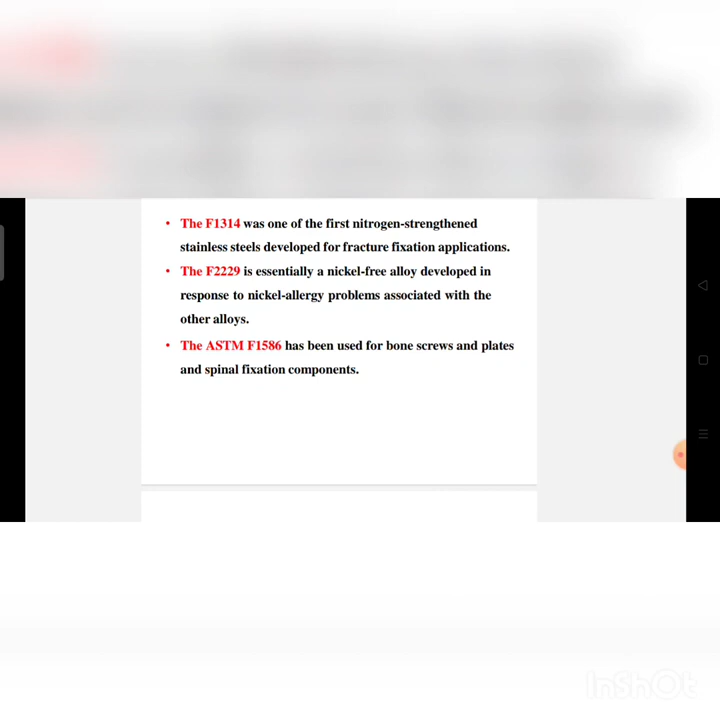 • The F1314 was one of the first nitrogen-strengthened
stainless steels developed for fracture fixation applications.
• The F2229 is essentially a nickel-free alloy developed in
response to nickel-allergy problems associated with the
other alloys.
• The ASTM F1586 has been used for bone screws and plates
and spinal fixation components.
InShOt